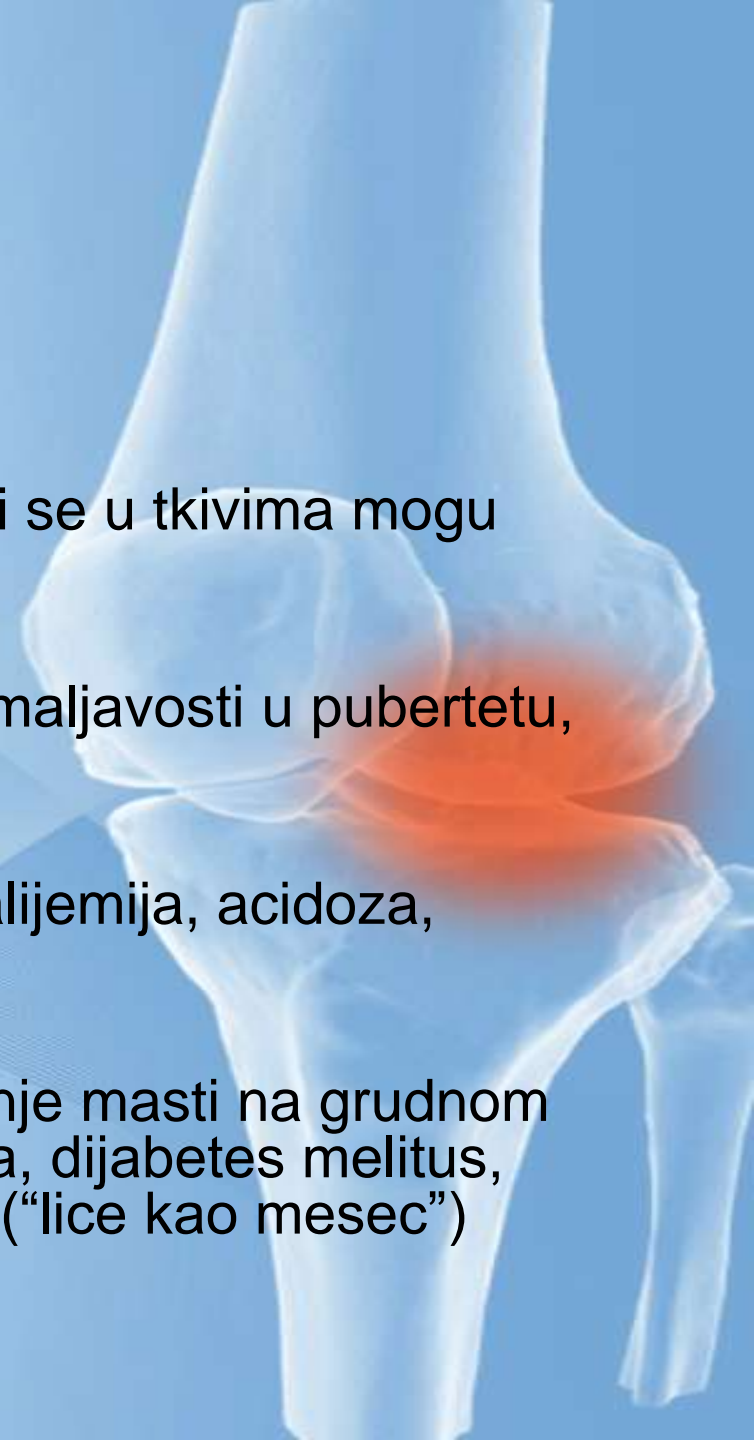 i se u tkivima mogu
maljavosti u pubertetu,
alijemija, acidoza,
nje masti na grudnom
a, dijabetes melitus,
(“lice kao mesec”)